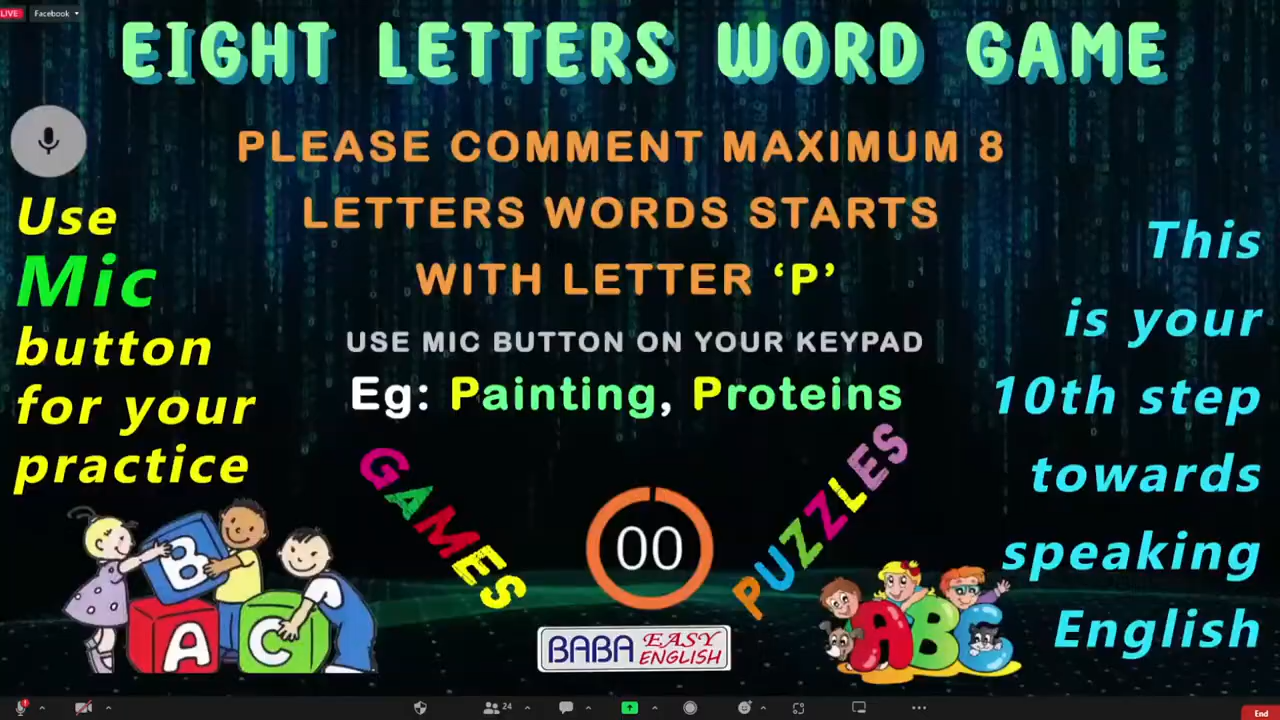 LIVE
Facebook
EIGHT LETTERS WORD GAME
PLEASE COMMENT MAXIMUM 8
LETTERS WORDS STARTS
WITH LETTER ‘P’
USE MIC BUTTON ON YOUR KEYPAD
Eg: Painting, Proteins
Use
Mic
button
for your
practice
This
is your
10th step
towards
speaking
English
GAMES
00
PUZZLES
B
A C
ABC
BABA EASY ENGLISH
24
End